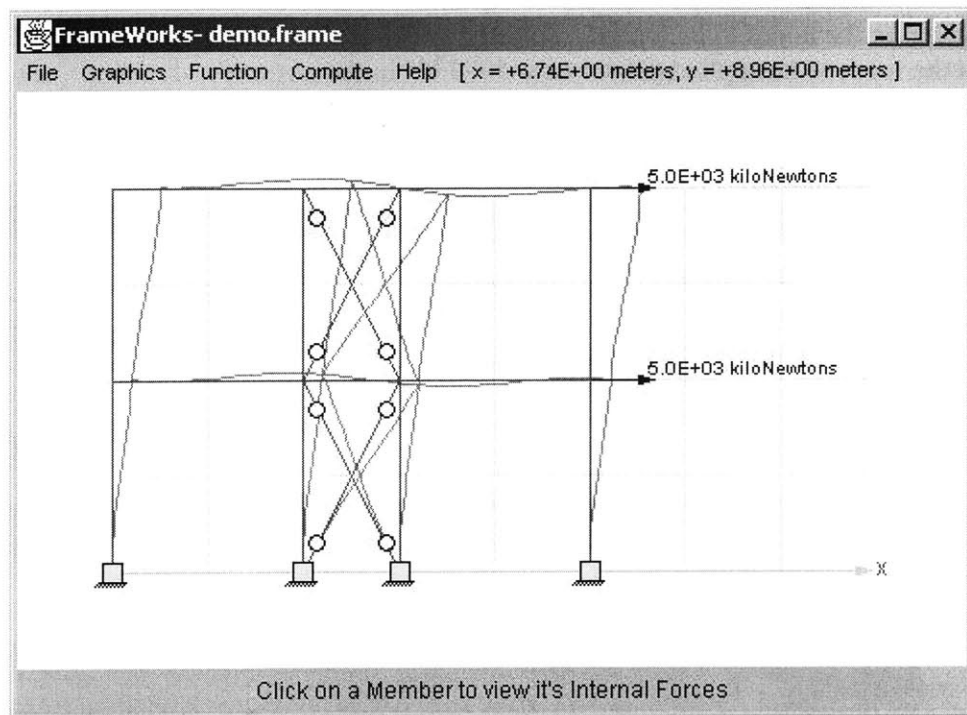 FrameWorks- demo.frame
File Graphics Function Compute Help [ x = +6.74E+00 meters, y = +8.96E+00 meters ]
5.0E+03 kiloNewtons
5.0E+03 kiloNewtons
X
Click on a Member to view it's Internal Forces